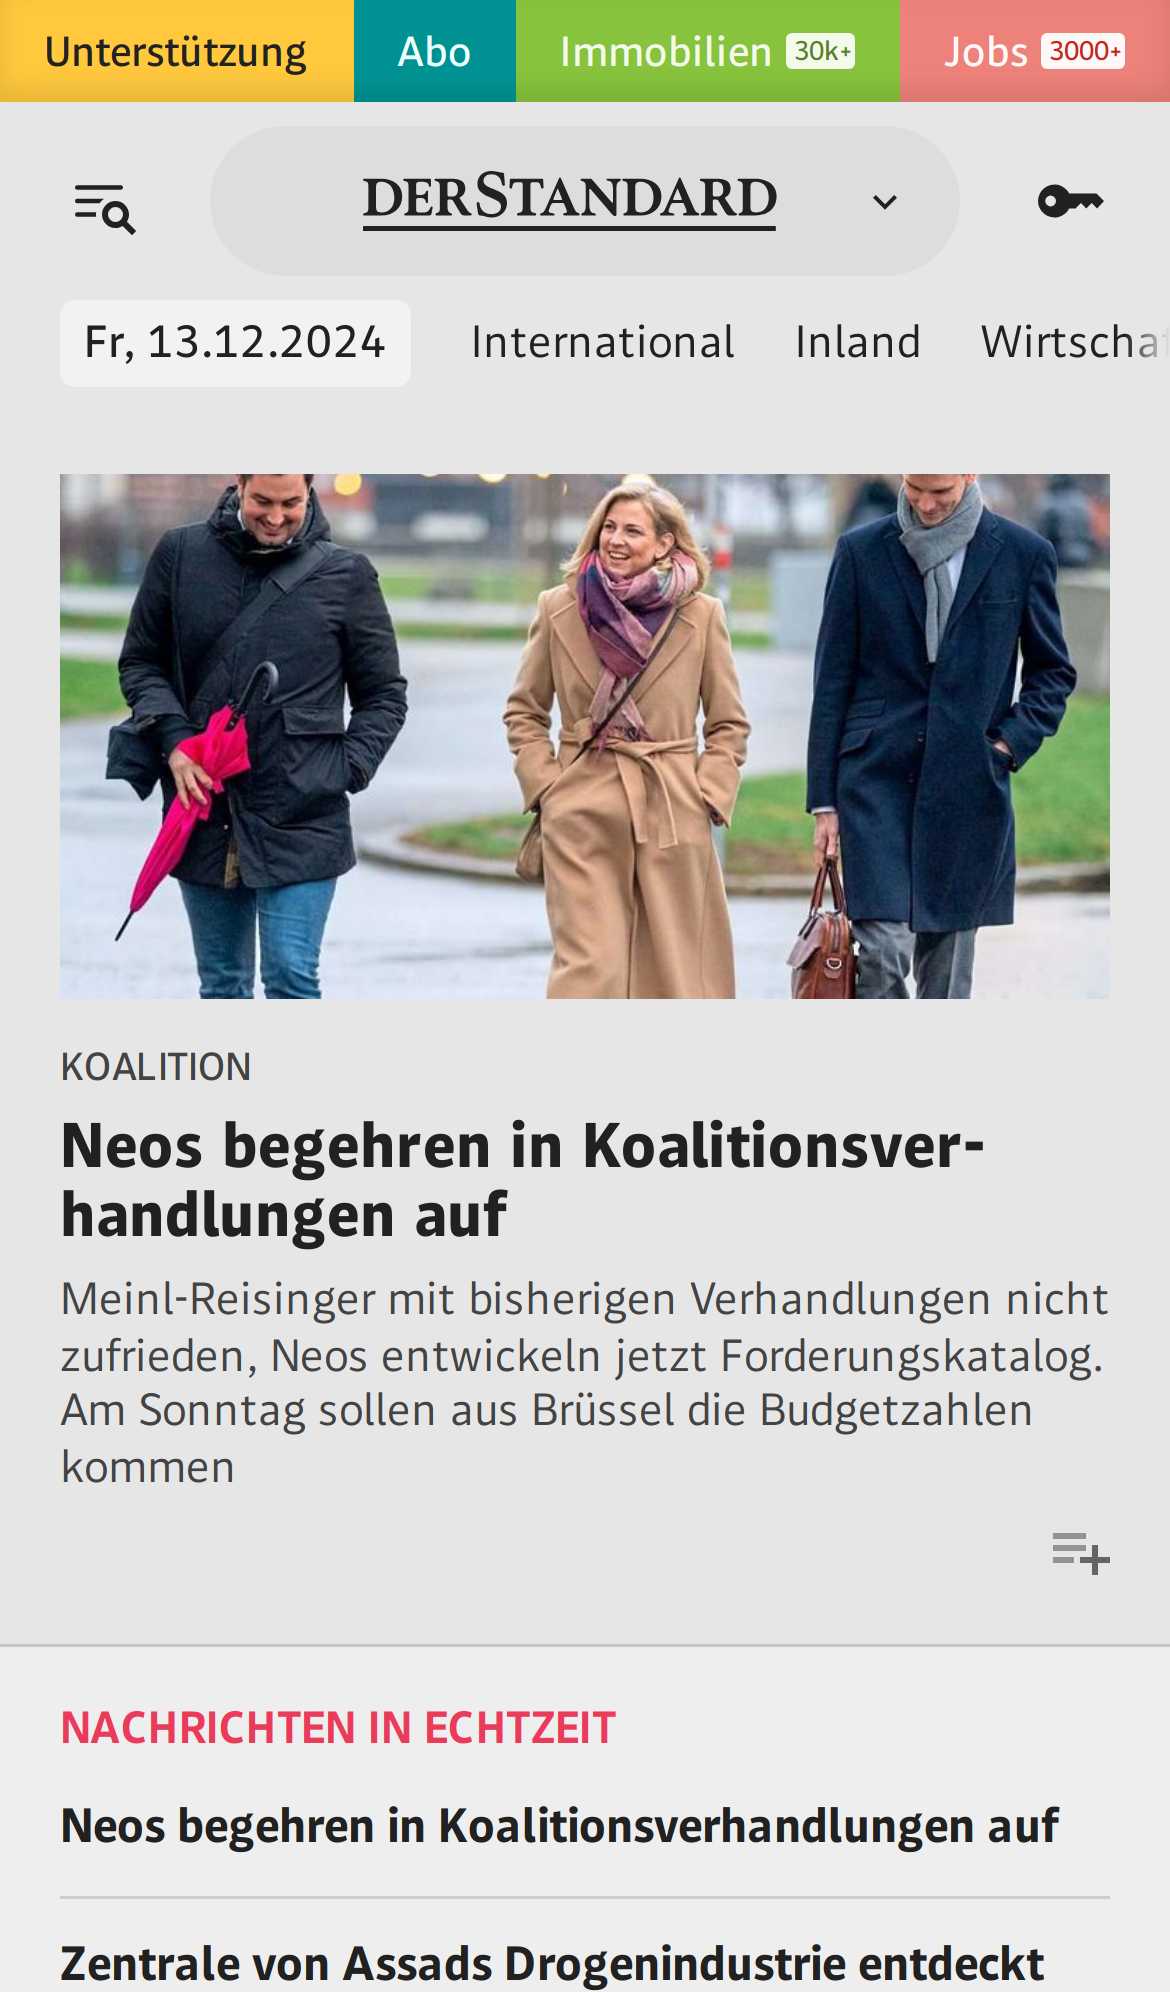 Unterstützung Abo Immobilien 30k+ Jobs 3000+
DERSTANDARD
Fr, 13.12.2024 International Inland Wirtscha
KOALITION
Neos begehren in Koalitionsver-
handlungen auf
Meinl-Reisinger mit bisherigen Verhandlungen nicht
zufrieden, Neos entwickeln jetzt Forderungskatalog.
Am Sonntag sollen aus Brüssel die Budgetzahlen
kommen
NACHRICHTEN IN ECHTZEIT
Neos begehren in Koalitionsverhandlungen auf
Zentrale von Assads Drogenindustrie entdeckt